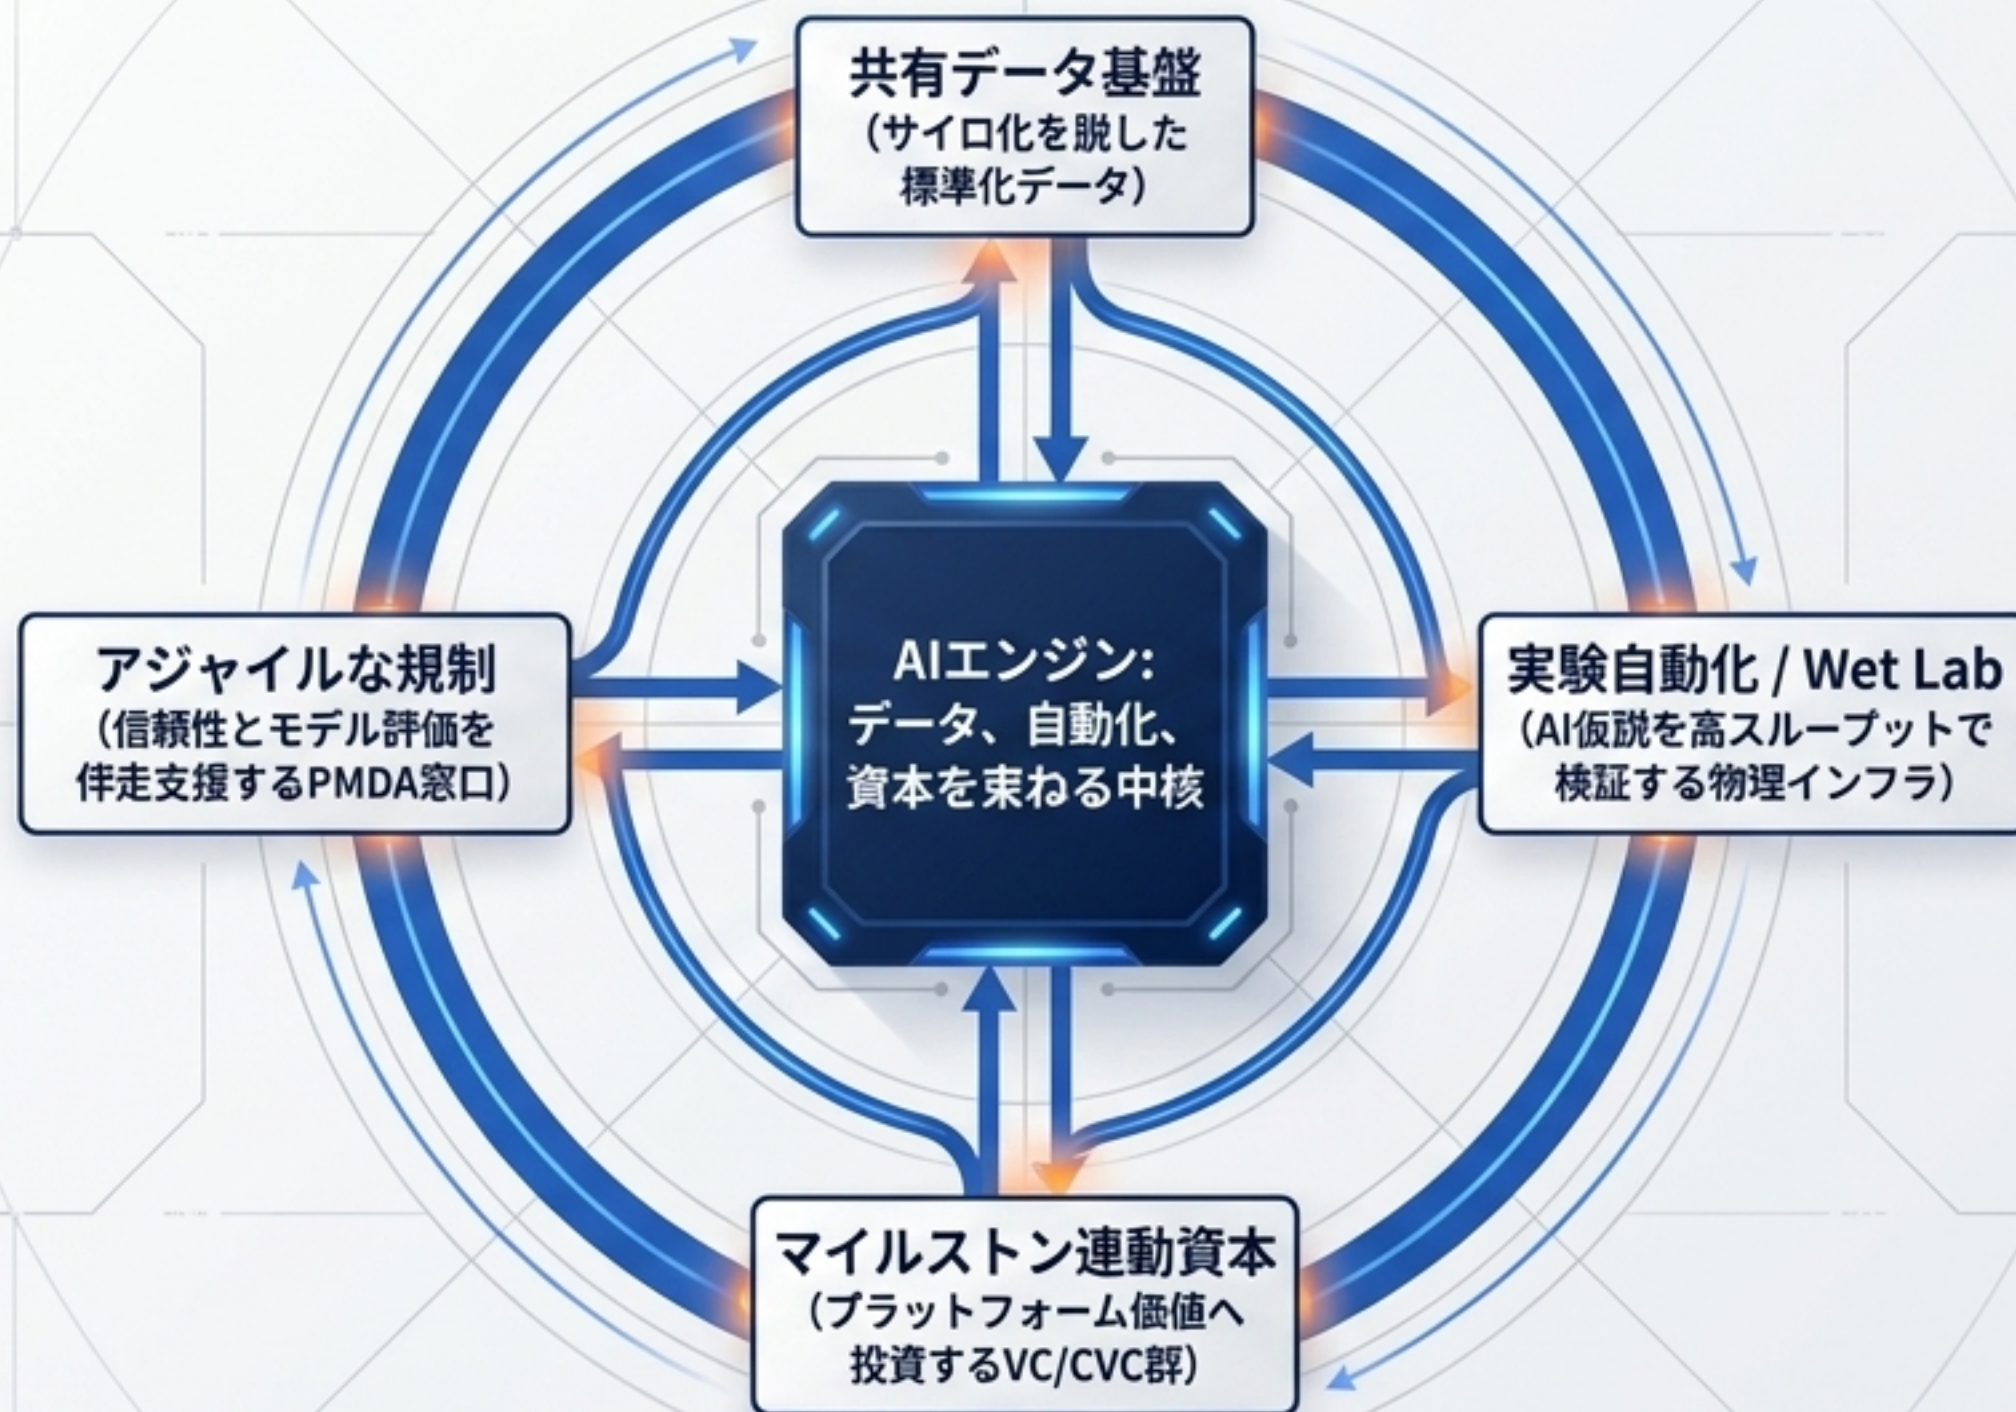 共有データ基盤
（サイロ化を脱した
標準化データ）
アジャイルな規制
（信頼性とモデル評価を
伴走支援するPMDA窓口）
AIエンジン:
データ、自動化、
資本を束ねる中核
実験自動化 / Wet Lab
（AI仮説を高スループットで
検証する物理インフラ）
マイルストン連動資本
（プラットフォーム価値へ
投資するVC/CVC群）